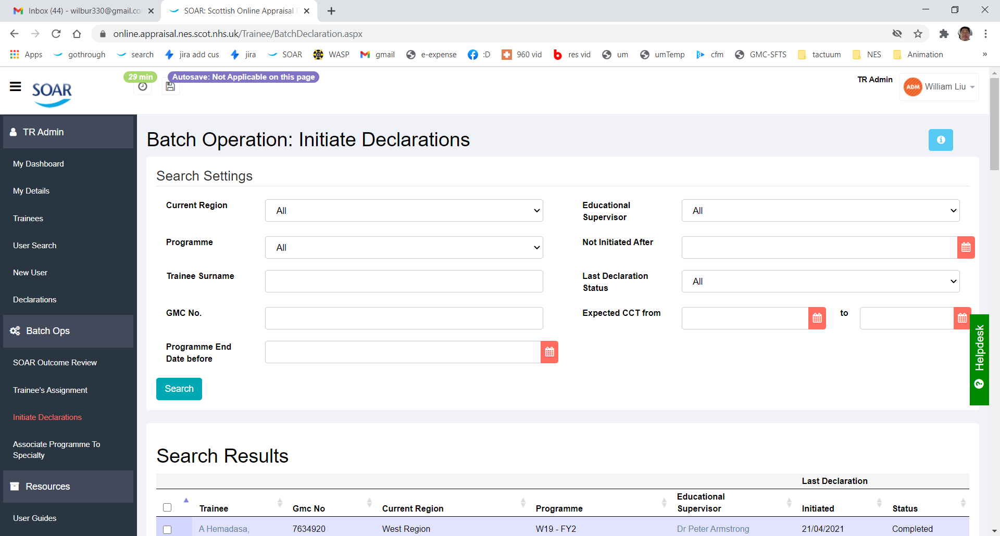 Inbox (44) - wilbur330@gmail.co
SOAR: Scottish Online Appraisal
online.appraisal.nes.scot.nhs.uk/Trainee/BatchDeclaration.aspx
Apps gothrough search jira add cus jira SOAR WASP gmail e-expense :D 960 vid res vid um umTemp cfm GMC-SFTS tactuum NES Animation »
SOAR
29 min
Autosave: Not Applicable on this page
TR Admin
ADM William Liu
TR Admin
My Dashboard
My Details
Trainees
User Search
New User
Declarations
Batch Ops
SOAR Outcome Review
Trainee's Assignment
Initiate Declarations
Associate Programme To
Specialty
Resources
User Guides
Batch Operation: Initiate Declarations
Search Settings
Current Region All
Educational
Supervisor
All
Programme All
Not Initiated After
Trainee Surname
Last Declaration
Status
All
GMC No.
Expected CCT from to
Programme End
Date before
Search
Helpdesk
Search Results
Last Declaration
Trainee Gmc No Current Region Programme Educational
Supervisor Initiated Status
A Hemadasa, 7634920 West Region W19 - FY2 Dr Peter Armstrong 21/04/2021 Completed